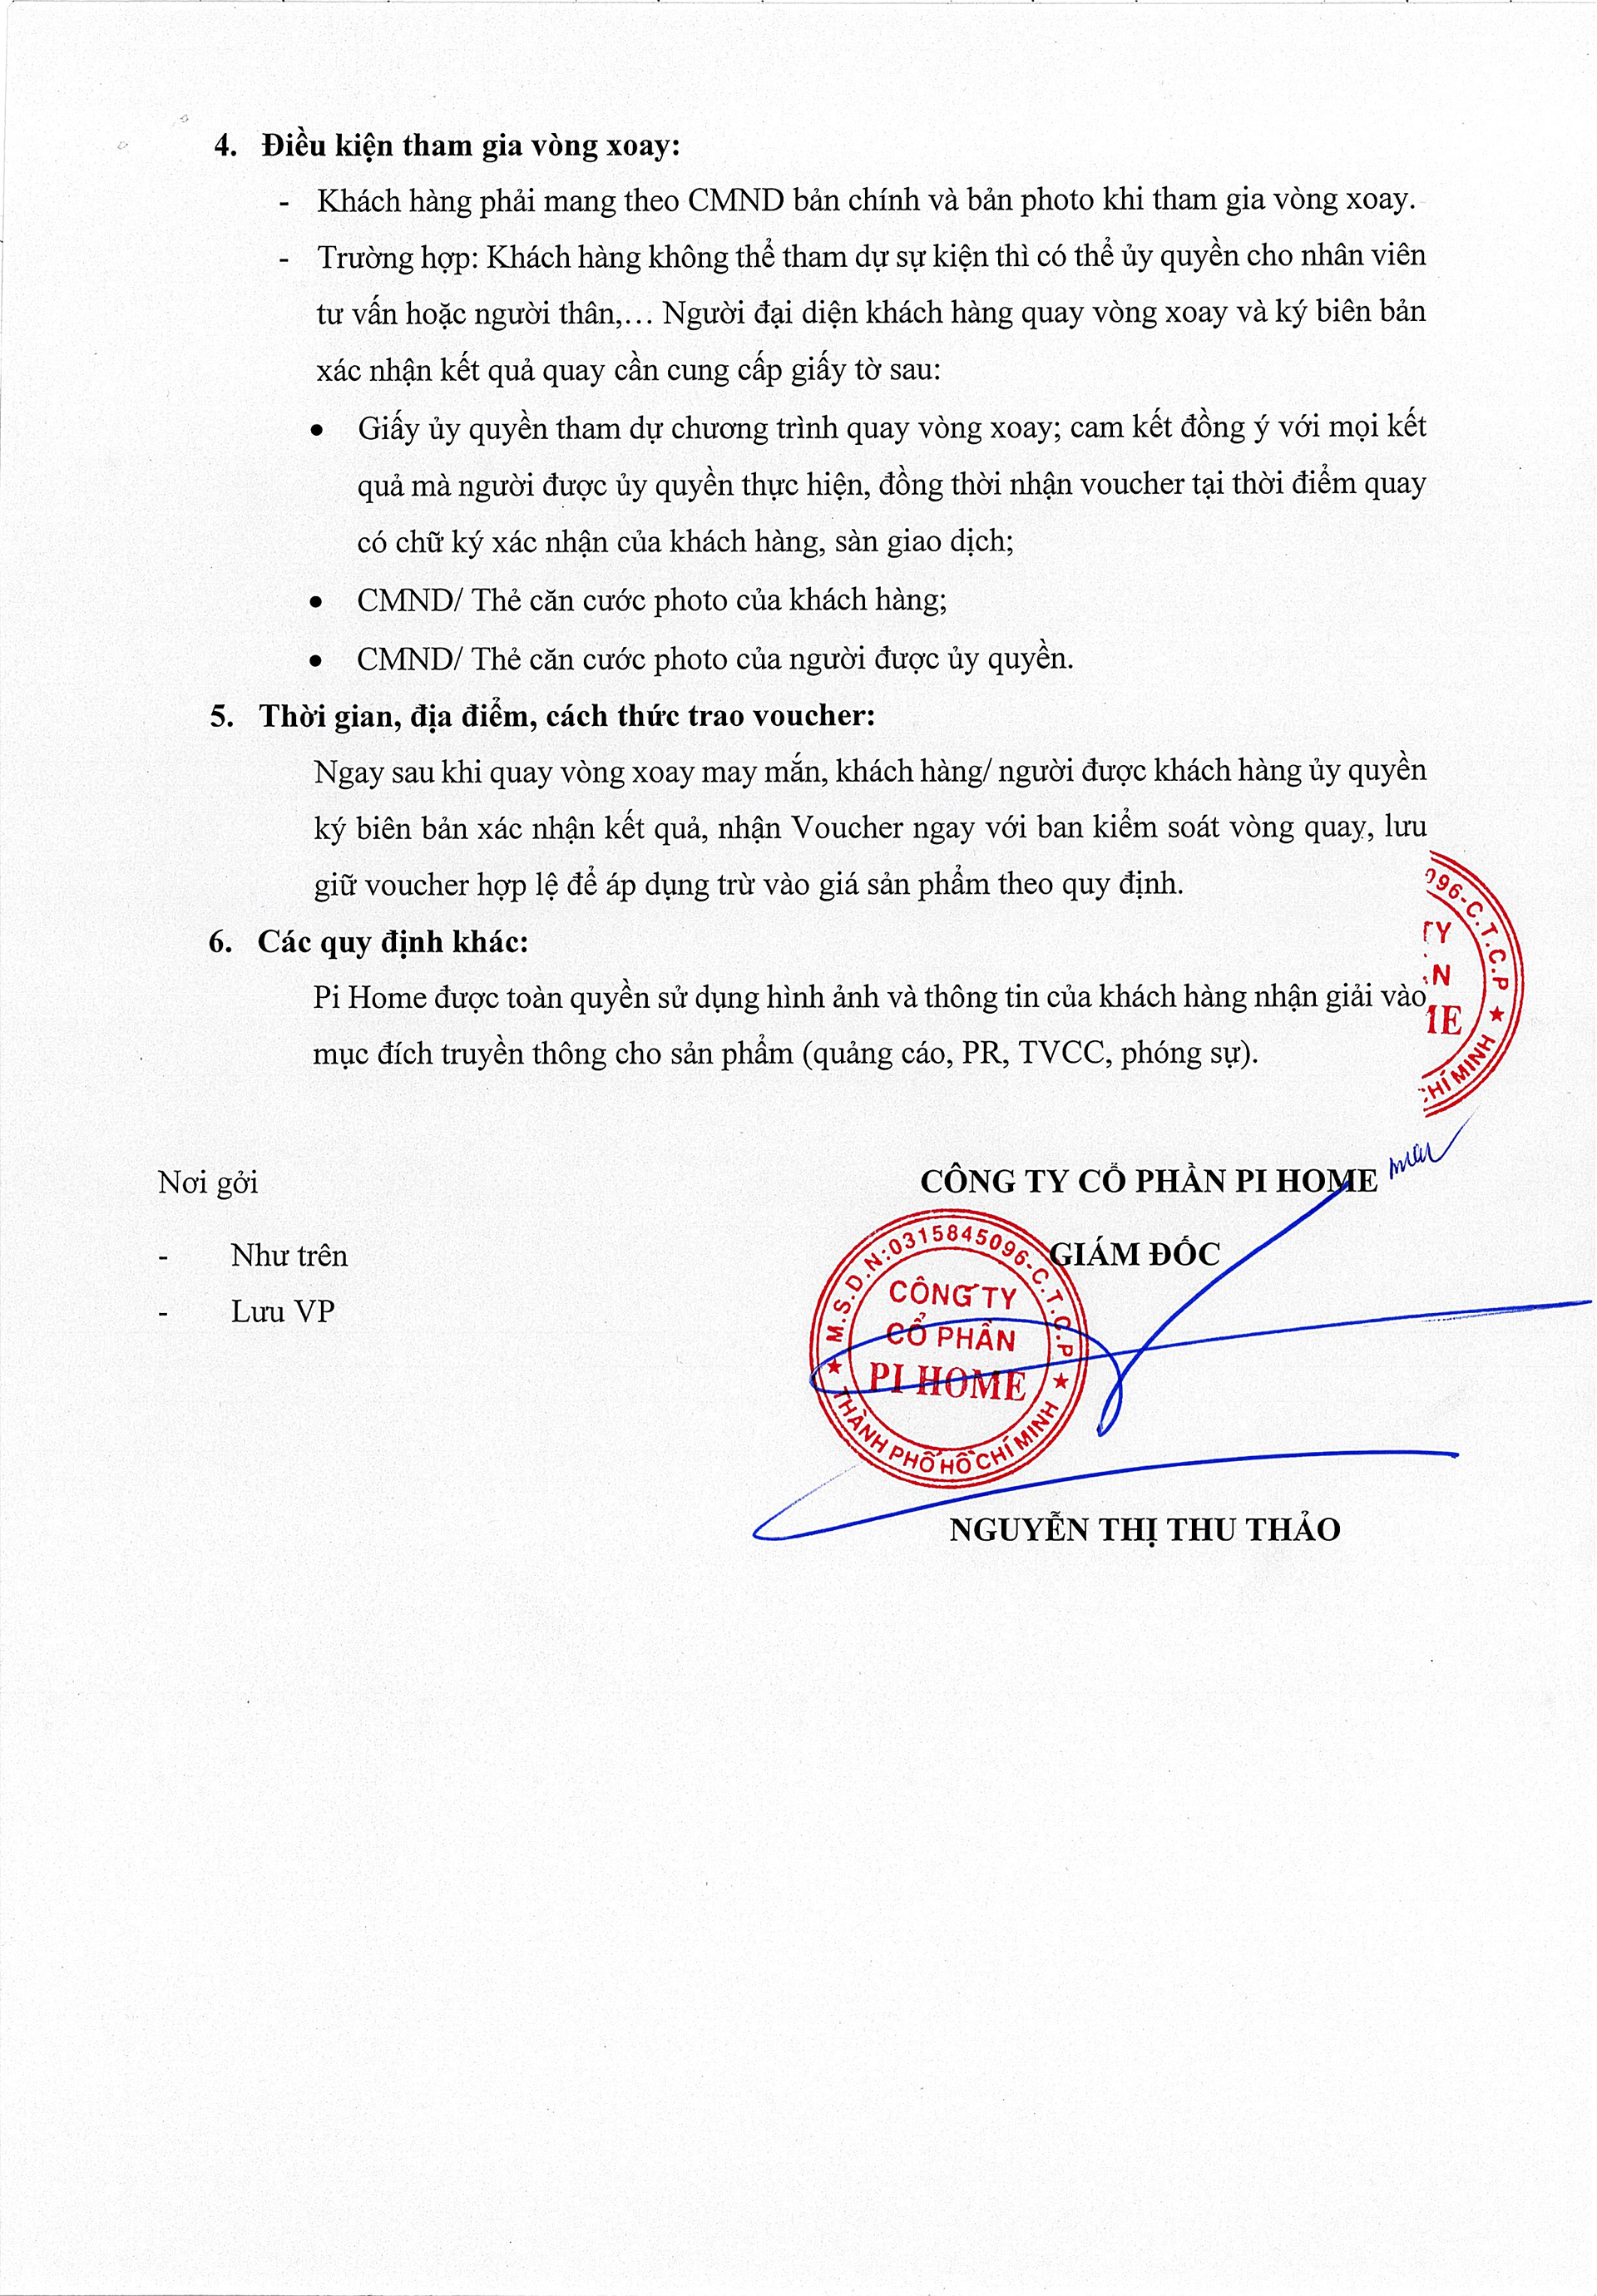 4. Điều kiện tham gia vòng xoay:
- Khách hàng phải mang theo CMND bản chính và bản photo khi tham gia vòng xoay.
- Trường hợp: Khách hàng không thể tham dự sự kiện thì có thể ủy quyền cho nhân viên
tư vấn hoặc người thân,... Người đại diện khách hàng quay vòng xoay và ký biên bản
xác nhận kết quả quay cần cung cấp giấy tờ sau:
• Giấy ủy quyền tham dự chương trình quay vòng xoay; cam kết đồng ý với mọi kết
quả mà người được ủy quyền thực hiện, đồng thời nhận voucher tại thời điểm quay
có chữ ký xác nhận của khách hàng, sàn giao dịch;
• CMND/ Thẻ căn cước photo của khách hàng;
• CMND/ Thẻ căn cước photo của người được ủy quyền.
5. Thời gian, địa điểm, cách thức trao voucher:
Ngay sau khi quay vòng xoay may mắn, khách hàng/ người được khách hàng ủy quyền
ký biên bản xác nhận kết quả, nhận Voucher ngay với ban kiểm soát vòng quay, lưu
giữ voucher hợp lệ để áp dụng trừ vào giá sản phẩm theo quy định.
6. Các quy định khác:
Pi Home được toàn quyền sử dụng hình ảnh và thông tin của khách hàng nhận giải vào
mục đích truyền thông cho sản phẩm (quảng cáo, PR, TVCC, phóng sự).
096-C.T.C.P
TY
N
ME
CHÍ MINH
Nơi gởi
- Như trên
- Lưu VP
CÔNG TY CỔ PHẦN PI HOME
GIÁM ĐỐC
M.S.D.N:0315845096-C.T.C.P
CÔNG TY
CỔ PHẦN
PI HOME
THÀNH PHỐ HỒ CHÍ MINH
NGUYỄN THỊ THU THẢO